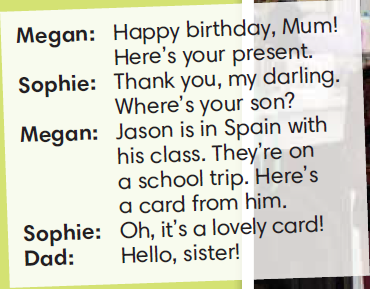 Megan: Happy birthday, Mum!
Here's your present.
Sophie: Thank you, my darling.
Where's your son?
Megan: Jason is in Spain with
his class. They're on
a school trip. Here's
a card from him.
Sophie: Oh, it's a lovely card!
Dad: Hello, sister!